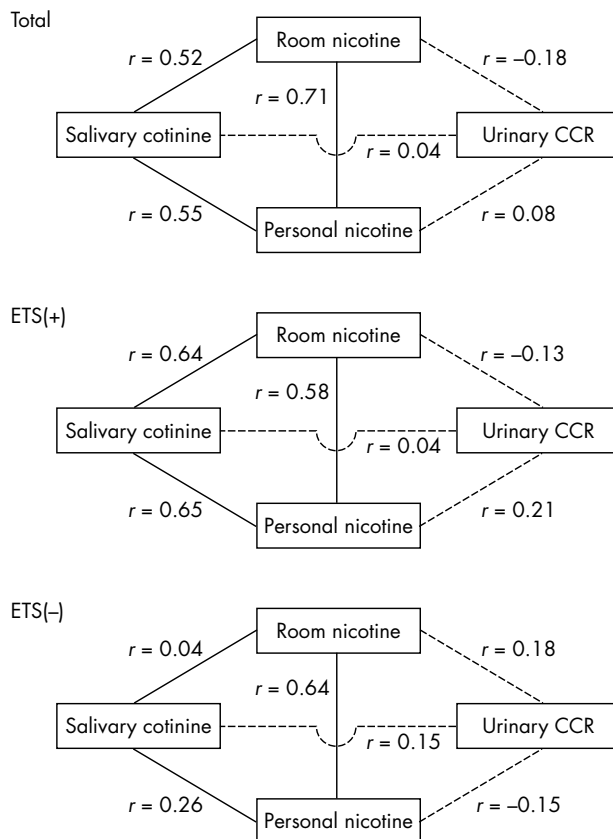 Total
Room nicotine
r = 0.52
r = –0.18
r = 0.71
Salivary cotinine
Urinary CCR
r = 0.04
r = 0.55
r = 0.08
Personal nicotine
ETS(+)
Room nicotine
r = 0.64
r = –0.13
r = 0.58
Salivary cotinine
Urinary CCR
r = 0.04
r = 0.65
r = 0.21
Personal nicotine
ETS(–)
Room nicotine
r = 0.04
r = 0.18
r = 0.64
Salivary cotinine
Urinary CCR
r = 0.15
r = 0.26
r = –0.15
Personal nicotine